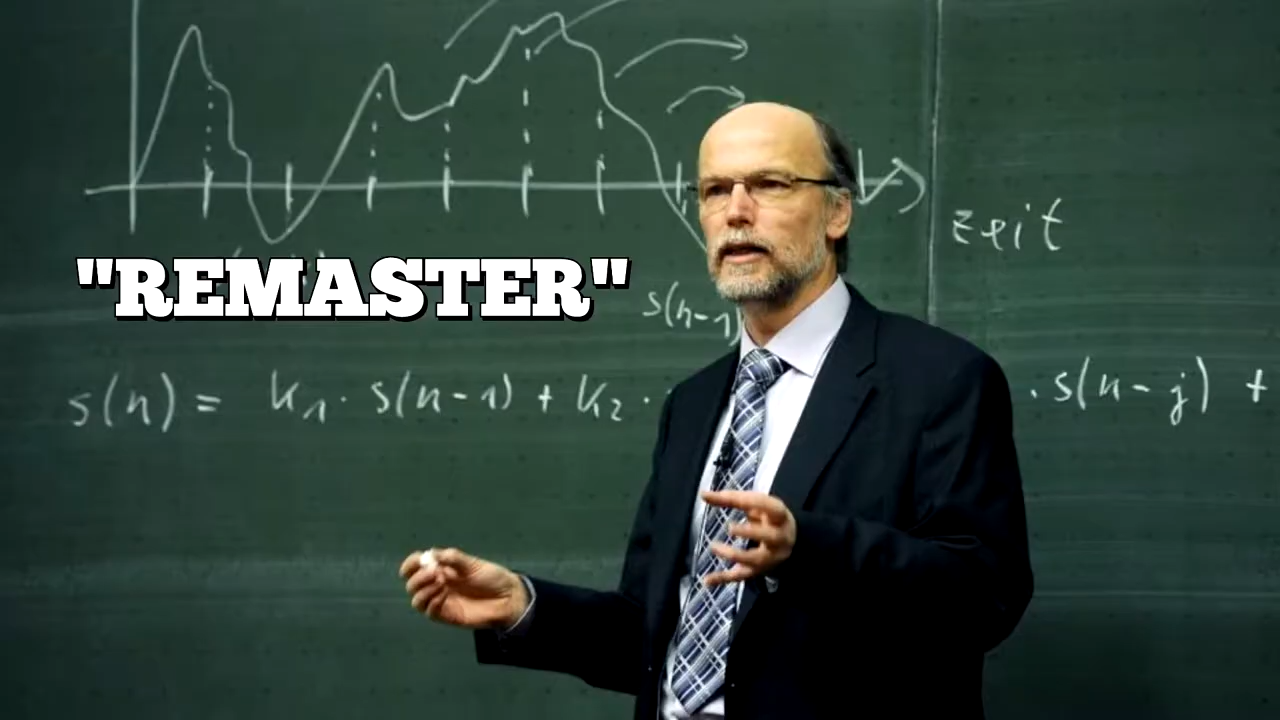 Zeit
"REMASTER"
s(n-1)
s(n) = k₁ · s(n-1) + k₂ · · s(n-j) +